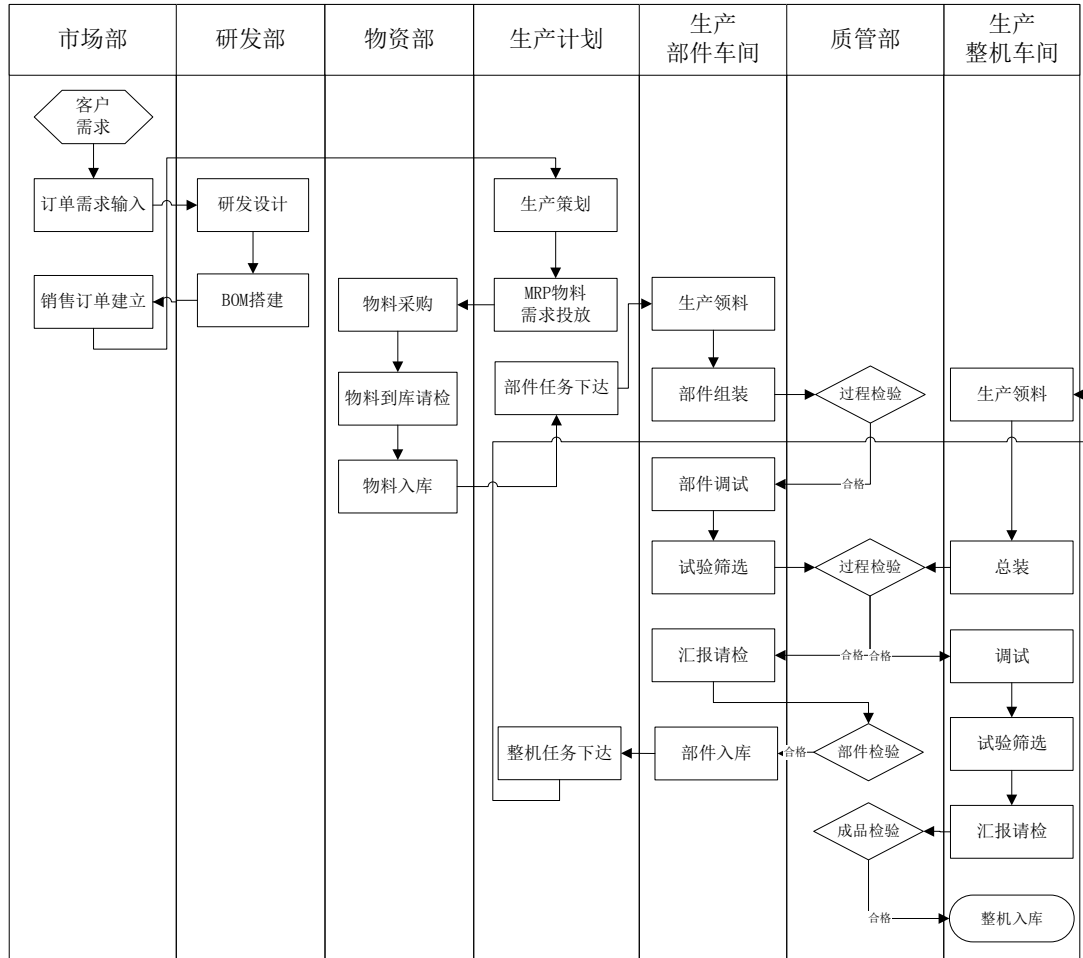 市场部
研发部
物资部
生产计划
生产
部件车间
质管部
生产
整机车间
客户
需求
订单需求输入
研发设计
生产策划
销售订单建立
BOM搭建
物料采购
MRP物料
需求投放
生产领料
物料到库请检
部件任务下达
部件组装
过程检验
生产领料
物料入库
部件调试
合格
试验筛选
过程检验
总装
汇报请检
合格
合格
调试
整机任务下达
部件入库
合格
部件检验
试验筛选
成品检验
汇报请检
合格
整机入库